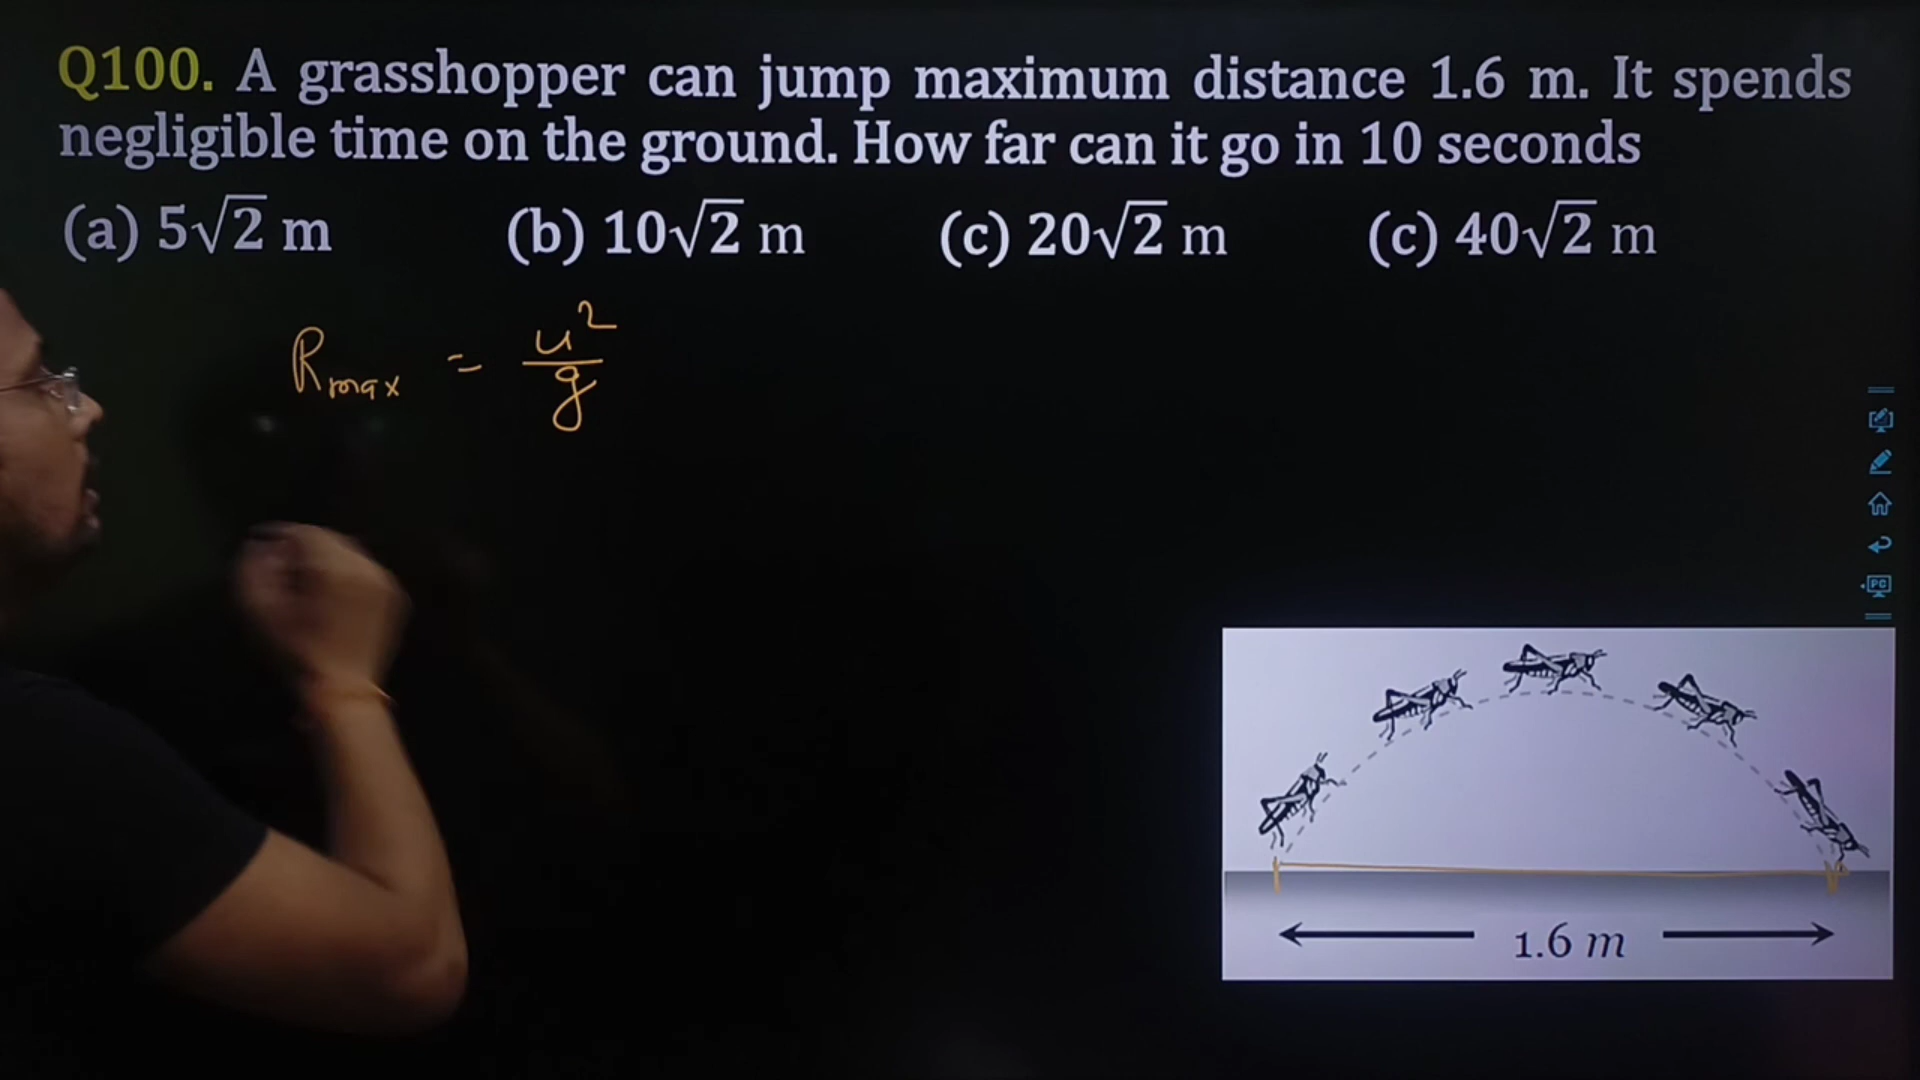 Q100. A grasshopper can jump maximum distance 1.6 m. It spends
negligible time on the ground. How far can it go in 10 seconds
(a) 5√2 m (b) 10√2 m (c) 20√2 m (c) 40√2 m
Rmax = u²/g
PC
1.6 m